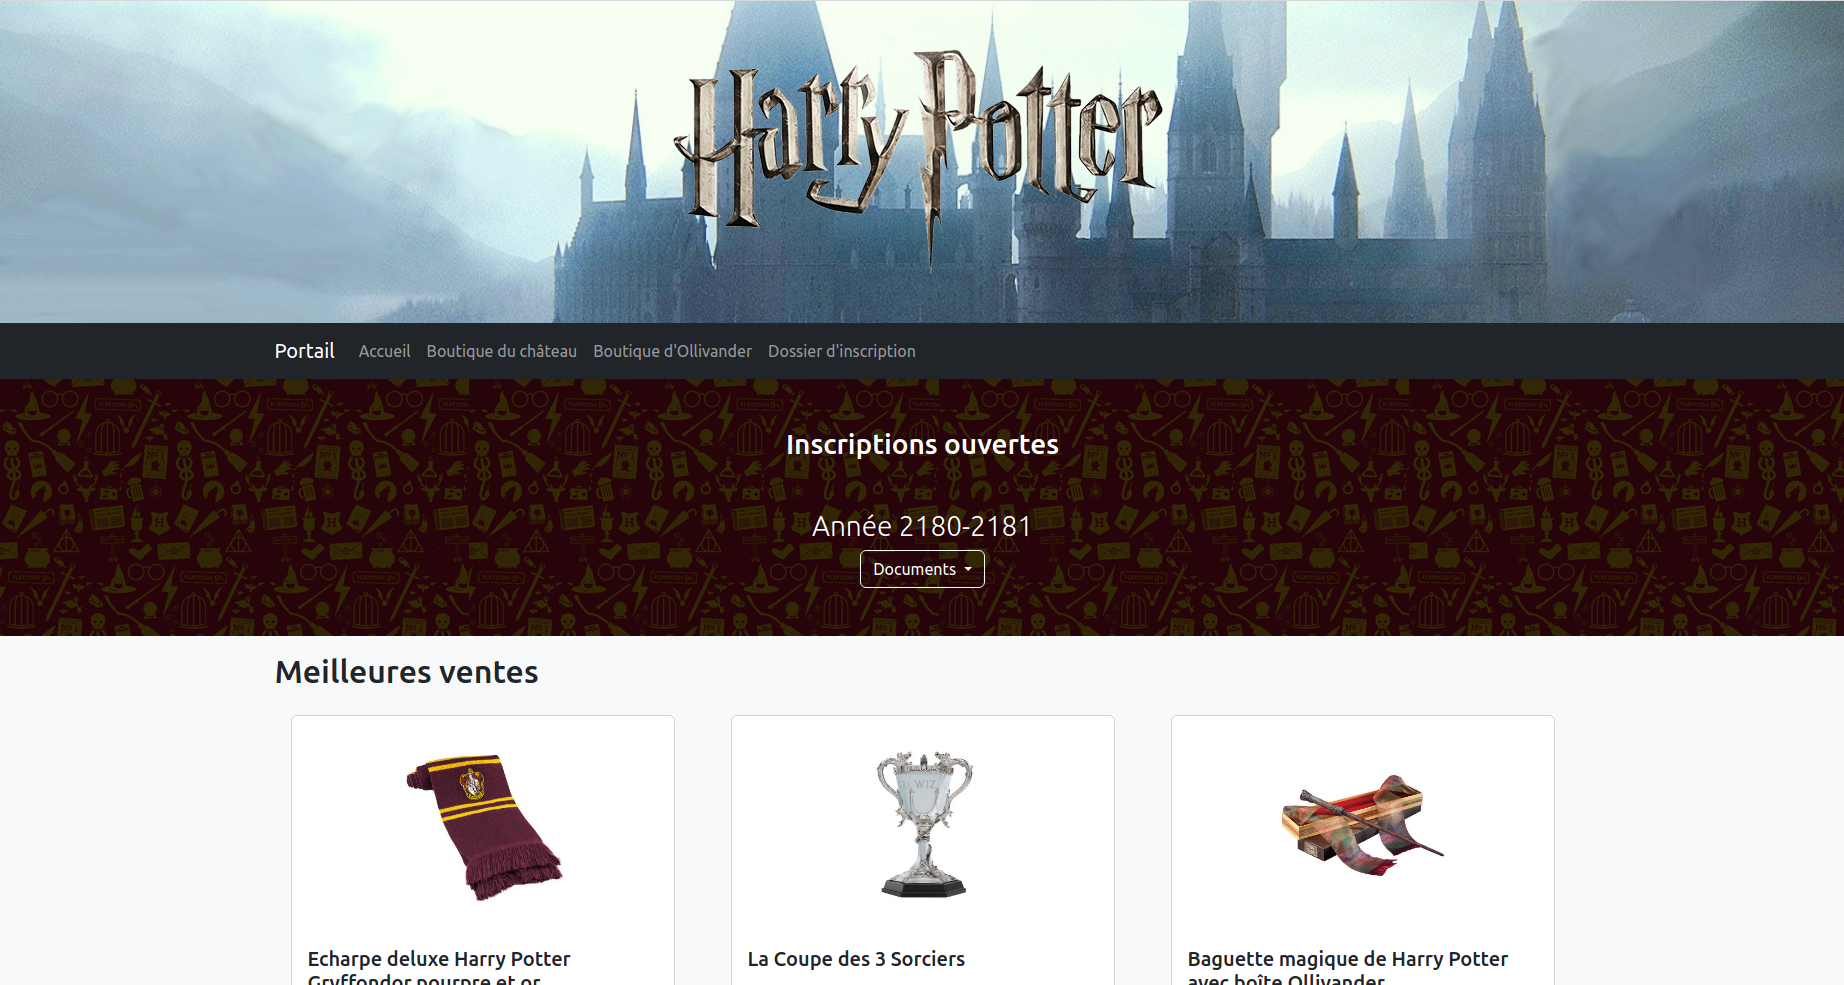 Harry Potter
Portail Accueil Boutique du château Boutique d'Ollivander Dossier d'inscription
Inscriptions ouvertes
Année 2180-2181
Documents
Meilleures ventes
WIZ
Echarpe deluxe Harry Potter
Gryffondor pourpre et or
La Coupe des 3 Sorciers
Baguette magique de Harry Potter
avec boîte Ollivander